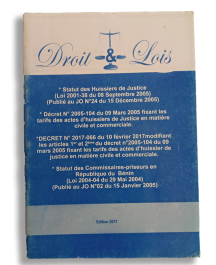 Droit & Lois
* Statut des Huissiers de Justice
(Loi 2001-38 du 08 Septembre 2005)
(Publié au JO N°24 du 15 Décembre 2005)
* Décret N° 2005-104 du 09 Mars 2005 fixant les
tarifs des actes d'huissiers de Justice en matière
civile et commerciale.
*DECRET N° 2017-066 du 10 février 2017modifiant
les articles 1er et 2ème du décret n°2005-104 du 09
mars 2005 fixant les tarifs des actes d'huissier de
justice en matière civile et commerciale.
* Statut des Commissaires-priseurs en
République du Bénin
(Loi 2004-04 du 29 Mai 2004)
(Publié au JO N°02 du 15 Janvier 2005)
Edition 2017